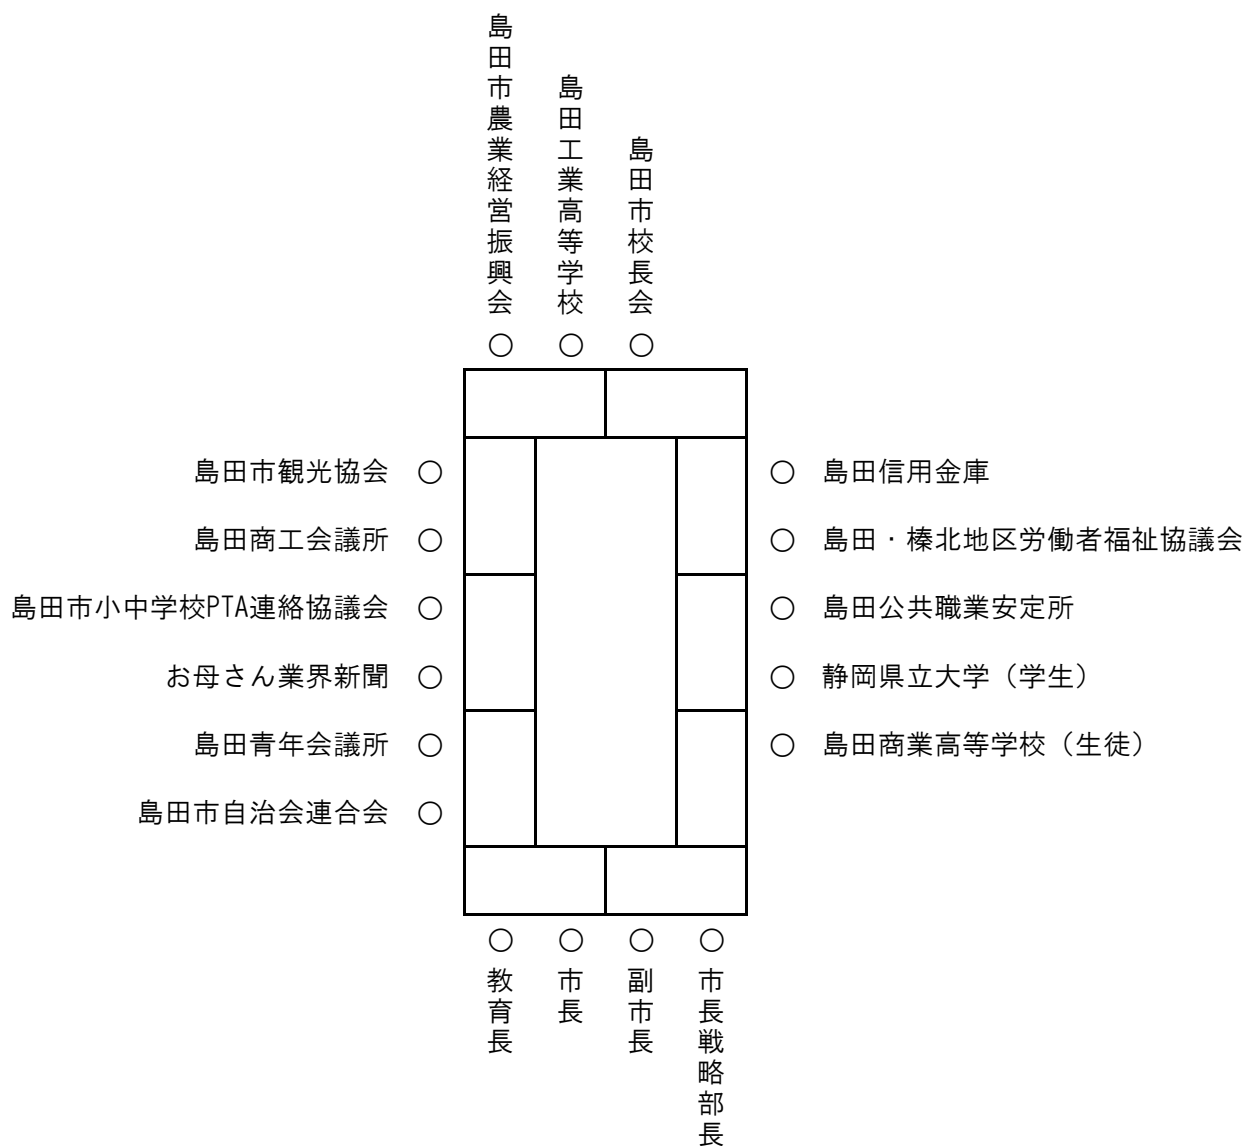 島田市農業経営振興会
島田工業高等学校
島田市校長会
○ ○ ○
島田市観光協会 ○
○ 島田信用金庫
島田商工会議所 ○
○ 島田・榛北地区労働者福祉協議会
島田市小中学校PTA連絡協議会 ○
○ 島田公共職業安定所
お母さん業界新聞 ○
○ 静岡県立大学(学生)
島田青年会議所 ○
○ 島田商業高等学校(生徒)
島田市自治会連合会 ○
○ ○ ○ ○
教育長
市長
副市長
市長戦略部長